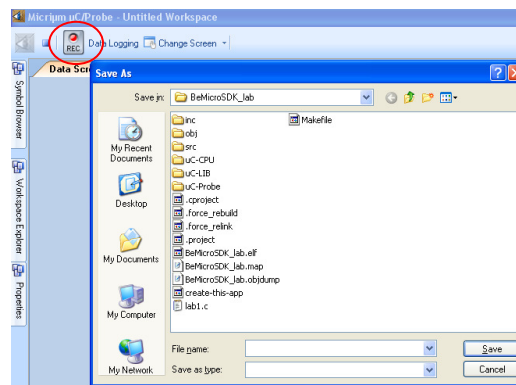 Micrium uC/Probe - Untitled Workspace
REC
Data Logging
Change Screen
Data Scr
Symbol Browser
Workspace Explorer
Properties
Save As
Save in:
BeMicroSDK_lab
My Recent Documents
Desktop
My Documents
My Computer
My Network
inc
obj
src
uC-CPU
uC-LIB
uC-Probe
.cproject
.force_rebuild
.force_relink
.project
BeMicroSDK_lab.elf
BeMicroSDK_lab.map
BeMicroSDK_lab.objdump
create-this-app
lab1.c
Makefile
File name:
Save as type:
Save
Cancel